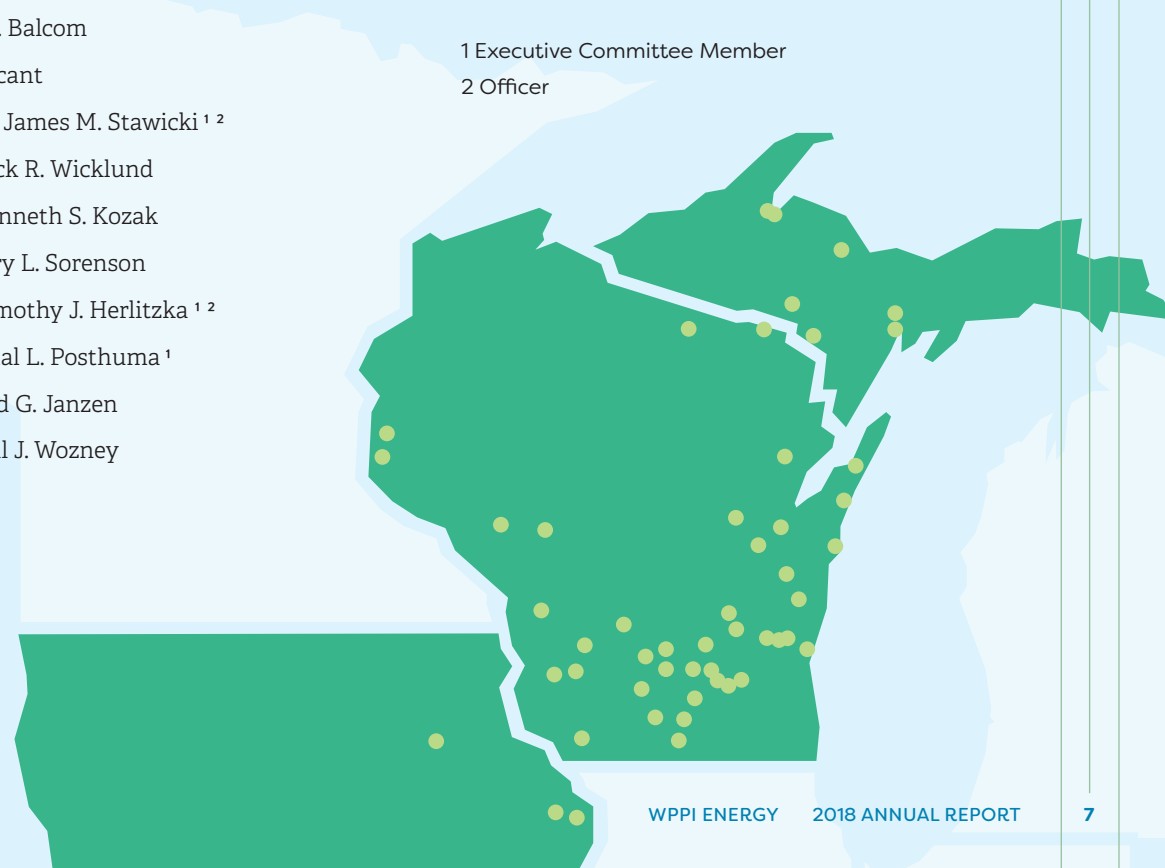 . Balcom
cant
James M. Stawicki ¹ ²
ck R. Wicklund
nneth S. Kozak
ry L. Sorenson
mothy J. Herlitzka ¹ ²
al L. Posthuma ¹
d G. Janzen
l J. Wozney
1 Executive Committee Member
2 Officer
WPPI ENERGY 2018 ANNUAL REPORT 7